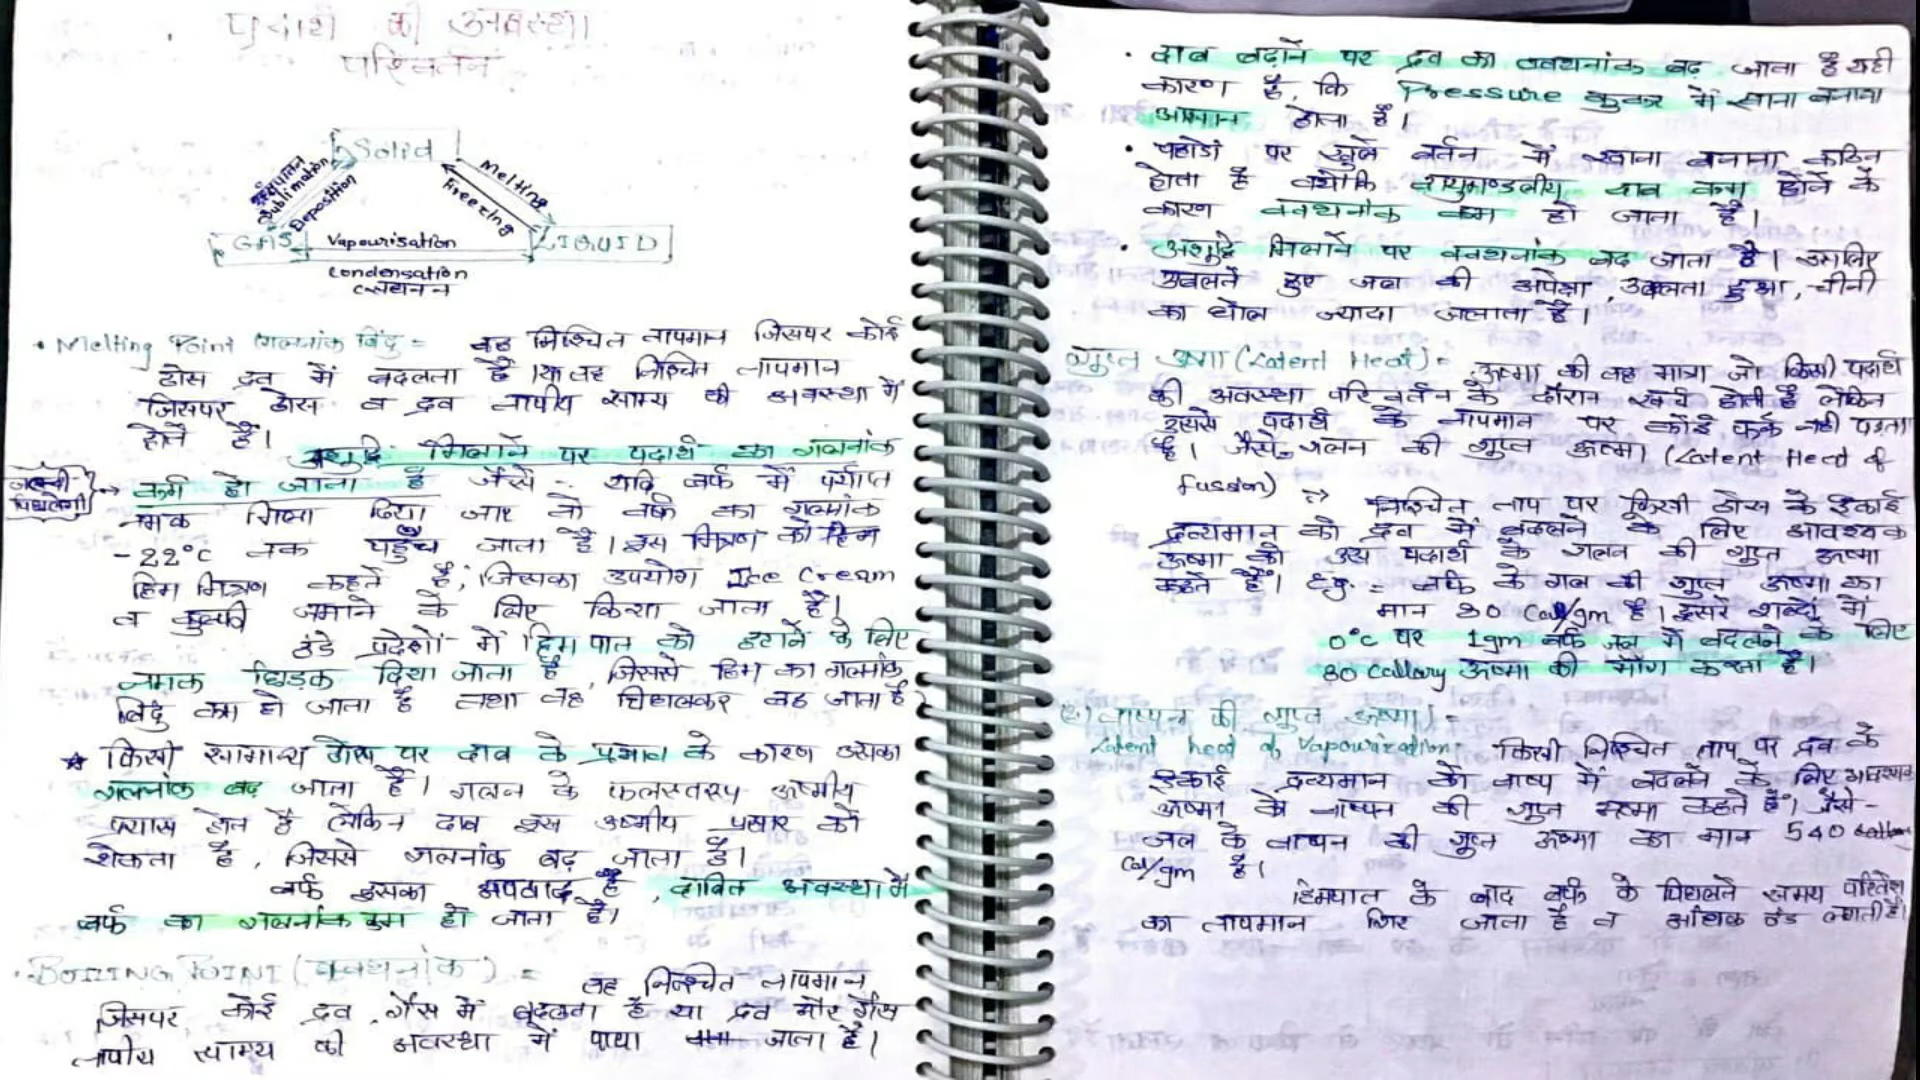 पदार्थ की अवस्था
परिवर्तन
Solid
Melting
Freezing
Sublimation
Deposition
GAS
Vapourisation
LIQUID
Condensation
संघनन
• Melting Point गलनांक बिंदु = वह निश्चित तापमान जिसपर कोई
ठोस द्रव में बदलता है या वह निश्चित तापमान
जिसपर ठोस व द्रव तापीय साम्य की अवस्था में
होते हैं।
अशुद्धि मिलाने पर पदार्थ का गलनांक
जल्दी
पिघलेगी
कम हो जाता है जैसे - यदि बर्फ में पर्याप्त
नमक मिला दिया जाए तो बर्फ का गलनांक
-22°C तक पहुँच जाता है। इस मिश्रण को हिम
हिम मिश्रण कहते हैं, जिसका उपयोग Ice Cream
व कुल्फी जमाने के लिए किया जाता है।
ठंडे प्रदेशों में हिमपात को हटाने के लिए
नमक छिड़क दिया जाता है, जिससे हिम का गलनांक
बिंदु कम हो जाता है तथा वह पिघलकर बह जाता है
☆ किसी सामान्य ठोस पर दाब के प्रभाव के कारण उसका
गलनांक बढ़ जाता है। गलन के फलस्वरूप ऊष्मीय
प्रसार होता है लेकिन दाब इस उष्मीय प्रसार को
रोकता है, जिससे गलनांक बढ़ जाता है।
बर्फ इसका अपवाद है, दाबित अवस्था में
बर्फ का गलनांक कम हो जाता है।
• BOILING POINT (क्वथनांक) = वह निश्चित तापमान
जिसपर कोई द्रव, गैस में बदलता है या द्रव और गैस
तापीय साम्य की अवस्था में पाया जाता है।
• दाब बढ़ाने पर द्रव का क्वथनांक बढ़ जाता है यही
कारण है, कि Pressure कुकर में खाना बनाना
आसान होता है।
• पहाडों पर खुले बर्तन में खाना बनाना कठिन
होता है क्योंकि वायुमण्डलीय दाब कम होने के
कारण क्वथनांक कम हो जाता है।
• अशुद्धि मिलाने पर क्वथनांक बढ़ जाता है। इसलिए
उबलते हुए जल की अपेक्षा, उबलता हुआ, चीनी
का घोल ज्यादा जलाता है।
गुप्त उष्मा (Latent Heat) = ऊष्मा की वह मात्रा जो किसी पदार्थ
की अवस्था परिवर्तन के दौरान खर्च होती है लेकिन
इससे पदार्थ के तापमान पर कोई फर्क नही पड़ता
है। जैसे- गलन की गुप्त ऊष्मा (Latent Head of
fussion) => निश्चित ताप पर किसी ठोस के ईकाई
द्रव्यमान को द्रव में बदलने के लिए आवश्यक
ऊष्मा को उस पदार्थ के गलन की गुप्त ऊष्मा
कहते हैं। Eg. = बर्फ के गलन की गुप्त ऊष्मा का
मान 80 Cal/gm है। दूसरे शब्दों में
0°C पर 1gm बर्फ जल में बदलने के लिए
80 Callory ऊष्मा की मांग करता है।
वाष्पन की गुप्त ऊष्मा =
Latent head of Vapourization किसी निश्चित ताप पर द्रव के
ईकाई द्रव्यमान को वाष्प में बदलने के लिए आवश्यक
ऊष्मा को वाष्पन की गुप्त ऊष्मा कहते हैं। जैसे-
जल के वाष्पन की गुप्त ऊष्मा का मान 540
Cal/gm है।
हिमपात के बाद बर्फ के पिघलते समय परिवेश
का तापमान गिर जाता है व अधिक ठंड लगती है।